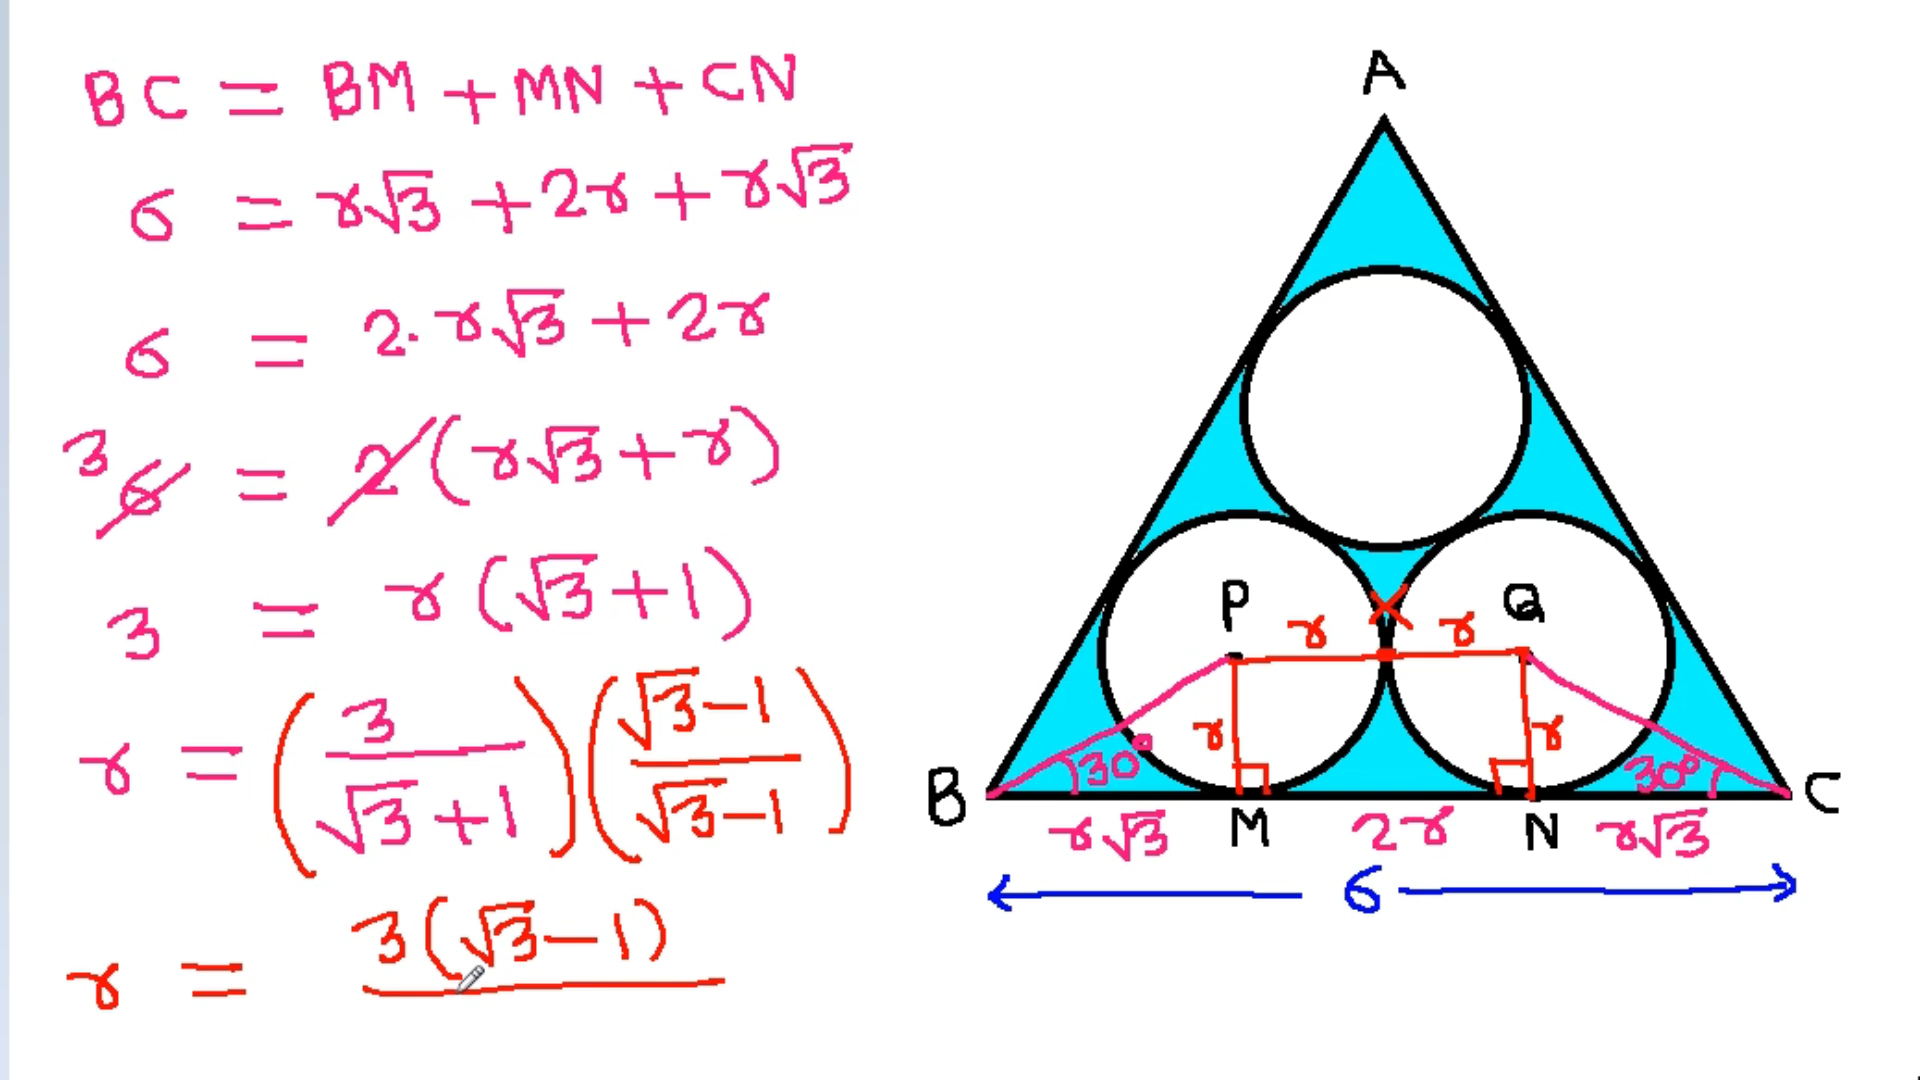 BC = BM + MN + CN
6 = r√3 + 2r + r√3
6 = 2·r√3 + 2r
3 6 = 2(r√3 + r)
3 = r(√3 + 1)
r = (3/(√3 + 1)) ((√3 − 1)/(√3 − 1))
r = 3(√3 − 1)
A
P
Q
r r
r r
30° 30°
B C
r√3 M 2r N r√3
6